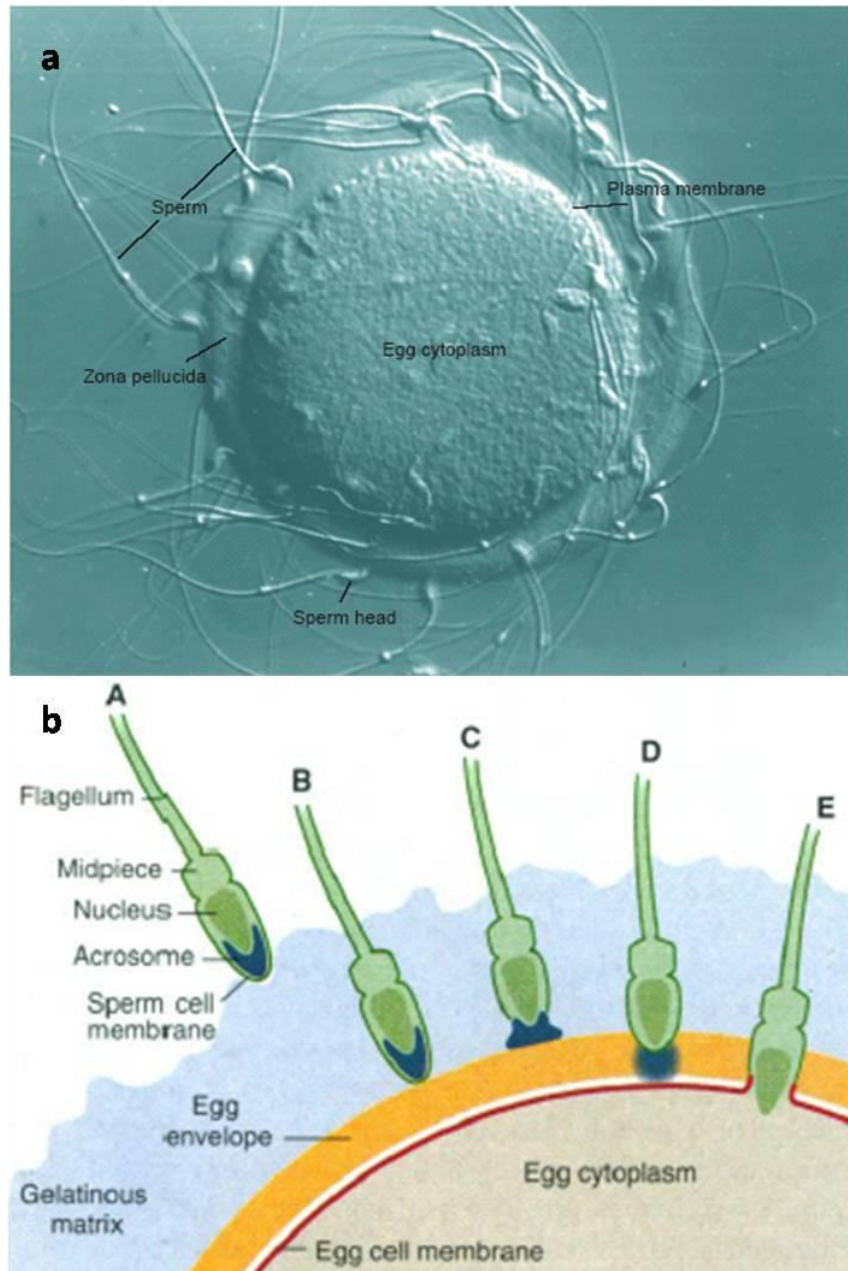 a
Plasma membrane
Sperm
Egg cytoplasm
Zona pellucida
Sperm head
b
A
B
C
D
E
Flagellum
Midpiece
Nucleus
Acrosome
Sperm cell
membrane
Egg
envelope
Gelatinous
matrix
Egg cytoplasm
Egg cell membrane